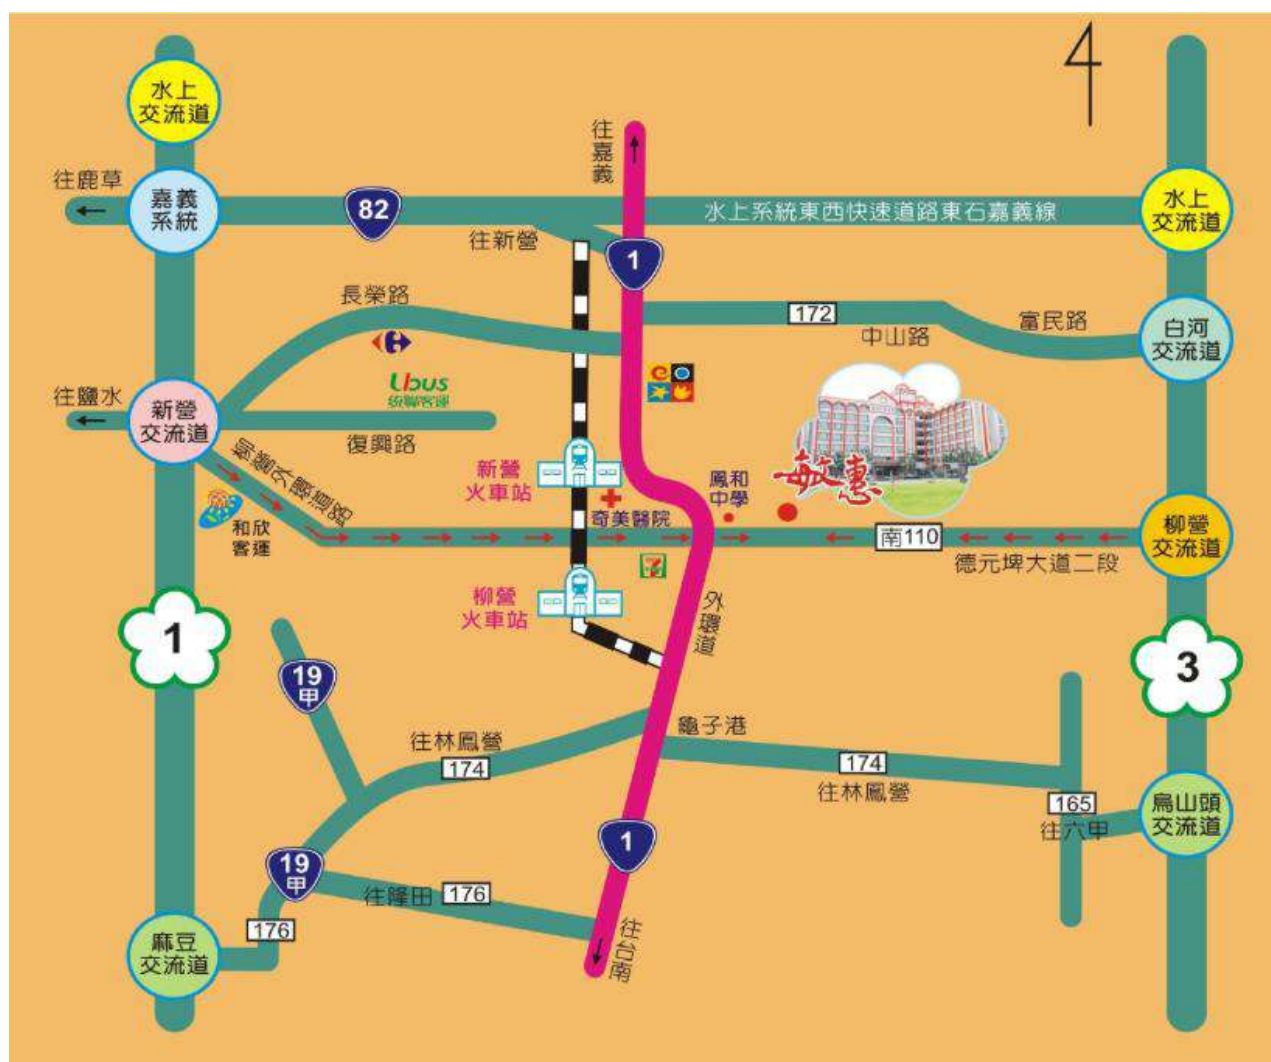 水上
交流道
往鹿草
嘉義
系統
82
往嘉義
水上系統東西快速道路東石嘉義線
水上
交流道
往新營
1
長榮路
172
中山路
富民路
白河
交流道
Ubus
統聯客運
往鹽水
新營
交流道
復興路
柳營外環道路
新營
火車站
鳳和
中學
敏惠
和欣
客運
奇美醫院
南110
柳營
交流道
德元埤大道二段
7
柳營
火車站
外環道
1
3
19
甲
往林鳳營
174
龜子港
174
往林鳳營
165
往六甲
烏山頭
交流道
1
19
甲
往隆田
176
176
往台南
麻豆
交流道